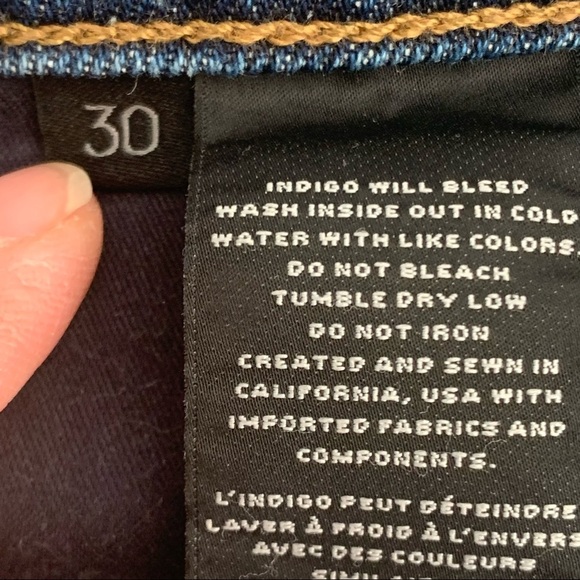 30
INDIGO WILL BLEED
WASH INSIDE OUT IN COLD
WATER WITH LIKE COLORS.
DO NOT BLEACH
TUMBLE DRY LOW
DO NOT IRON
CREATED AND SEWN IN
CALIFORNIA, USA WITH
IMPORTED FABRICS AND
COMPONENTS.
L'INDIGO PEUT DÉTEINDRE
LAVER À FROID À L'ENVERS
AVEC DES COULEURS